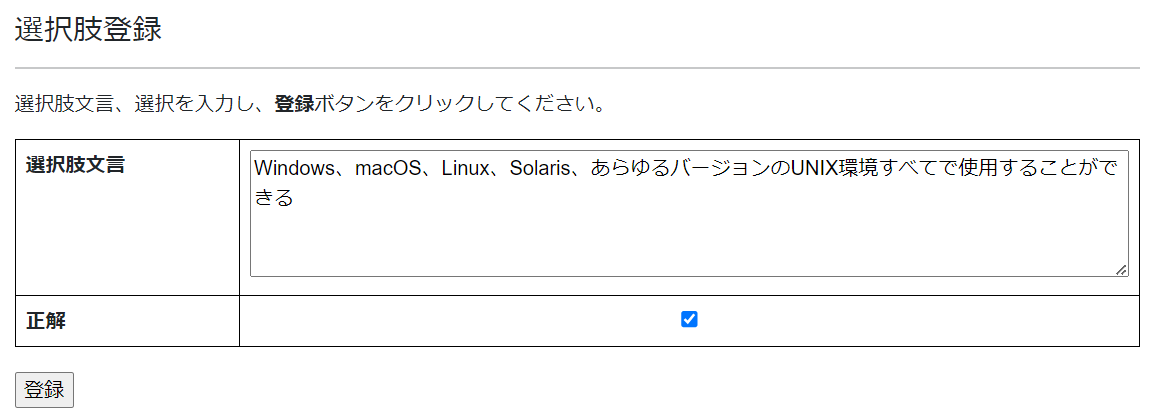 選択肢登録
選択肢文言、選択を入力し、登録ボタンをクリックしてください。
選択肢文言
Windows、macOS、Linux、Solaris、あらゆるバージョンのUNIX環境すべてで使用することがで
きる
正解
登録